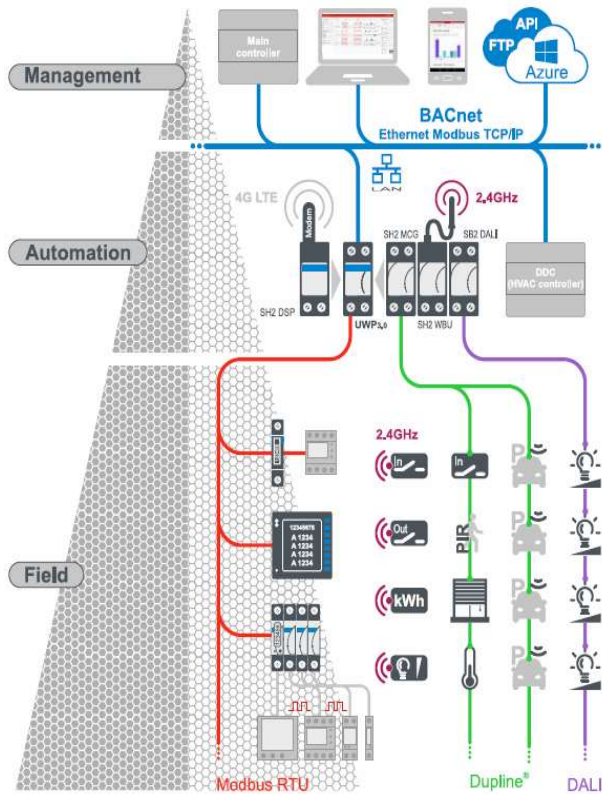 Management
Main
controller
API
FTP
Azure
BACnet
Ethernet Modbus TCP/IP
LAN
4G LTE
2.4GHz
Modem
SH2 MCG
SB2 DALI
Automation
DDC
(HVAC controller)
SH2 DSP
UWP3.0
SH2 WBU
2.4GHz
In
In
P
12345678
A 1234
A 1234
A 1234
A 1234
Out
PIR
P
Field
kWh
P
P
Modbus RTU
Dupline®
DALI